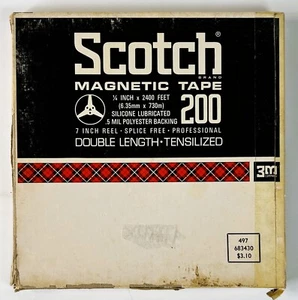 Scotch®
BRAND
MAGNETIC TAPE
200
¼ INCH x 2400 FEET
(6.35mm x 730m)
SILICONE LUBRICATED
.5 MIL POLYESTER BACKING
7 INCH REEL - SPLICE FREE - PROFESSIONAL
DOUBLE LENGTH - TENSILIZED
3M
497
683430
$3.10